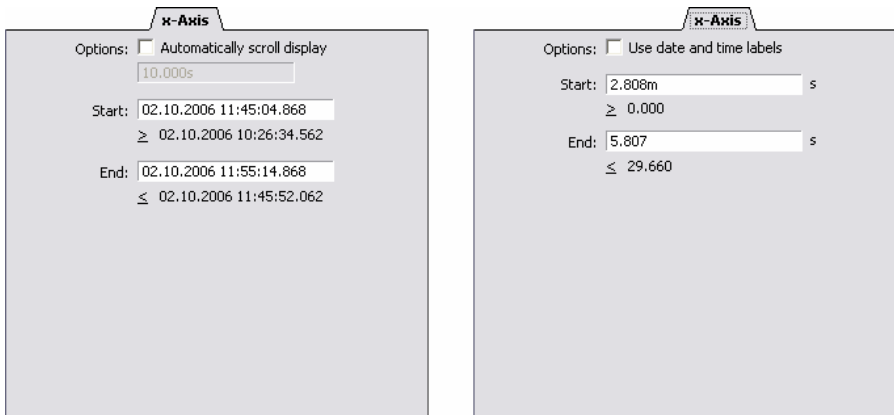 x-Axis
Options: Automatically scroll display
10.000s
Start: 02.10.2006 11:45:04.868
≥ 02.10.2006 10:26:34.562
End: 02.10.2006 11:55:14.868
≤ 02.10.2006 11:45:52.062
x-Axis
Options: Use date and time labels
Start: 2.808m s
≥ 0.000
End: 5.807 s
≤ 29.660